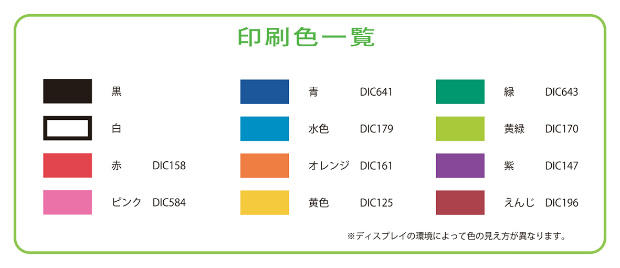 印刷色一覧
黒
白
赤 DIC158
ピンク DIC584
青 DIC641
水色 DIC179
オレンジ DIC161
黄色 DIC125
緑 DIC643
黄緑 DIC170
紫 DIC147
えんじ DIC196
※ディスプレイの環境によって色の見え方が異なります。